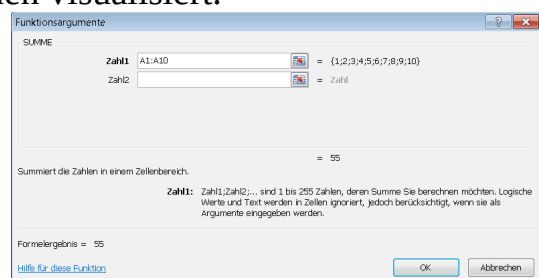 en visualisiert.
Funktionsargumente
SUMME
Zahl1 A1:A10 = {1;2;3;4;5;6;7;8;9;10}
Zahl2 = Zahl
= 55
Summiert die Zahlen in einem Zellenbereich.
Zahl1: Zahl1;Zahl2;... sind 1 bis 255 Zahlen, deren Summe Sie berechnen möchten. Logische
Werte und Text werden in Zellen ignoriert, jedoch berücksichtigt, wenn sie als
Argumente eingegeben werden.
Formelergebnis = 55
Hilfe für diese Funktion
OK Abbrechen